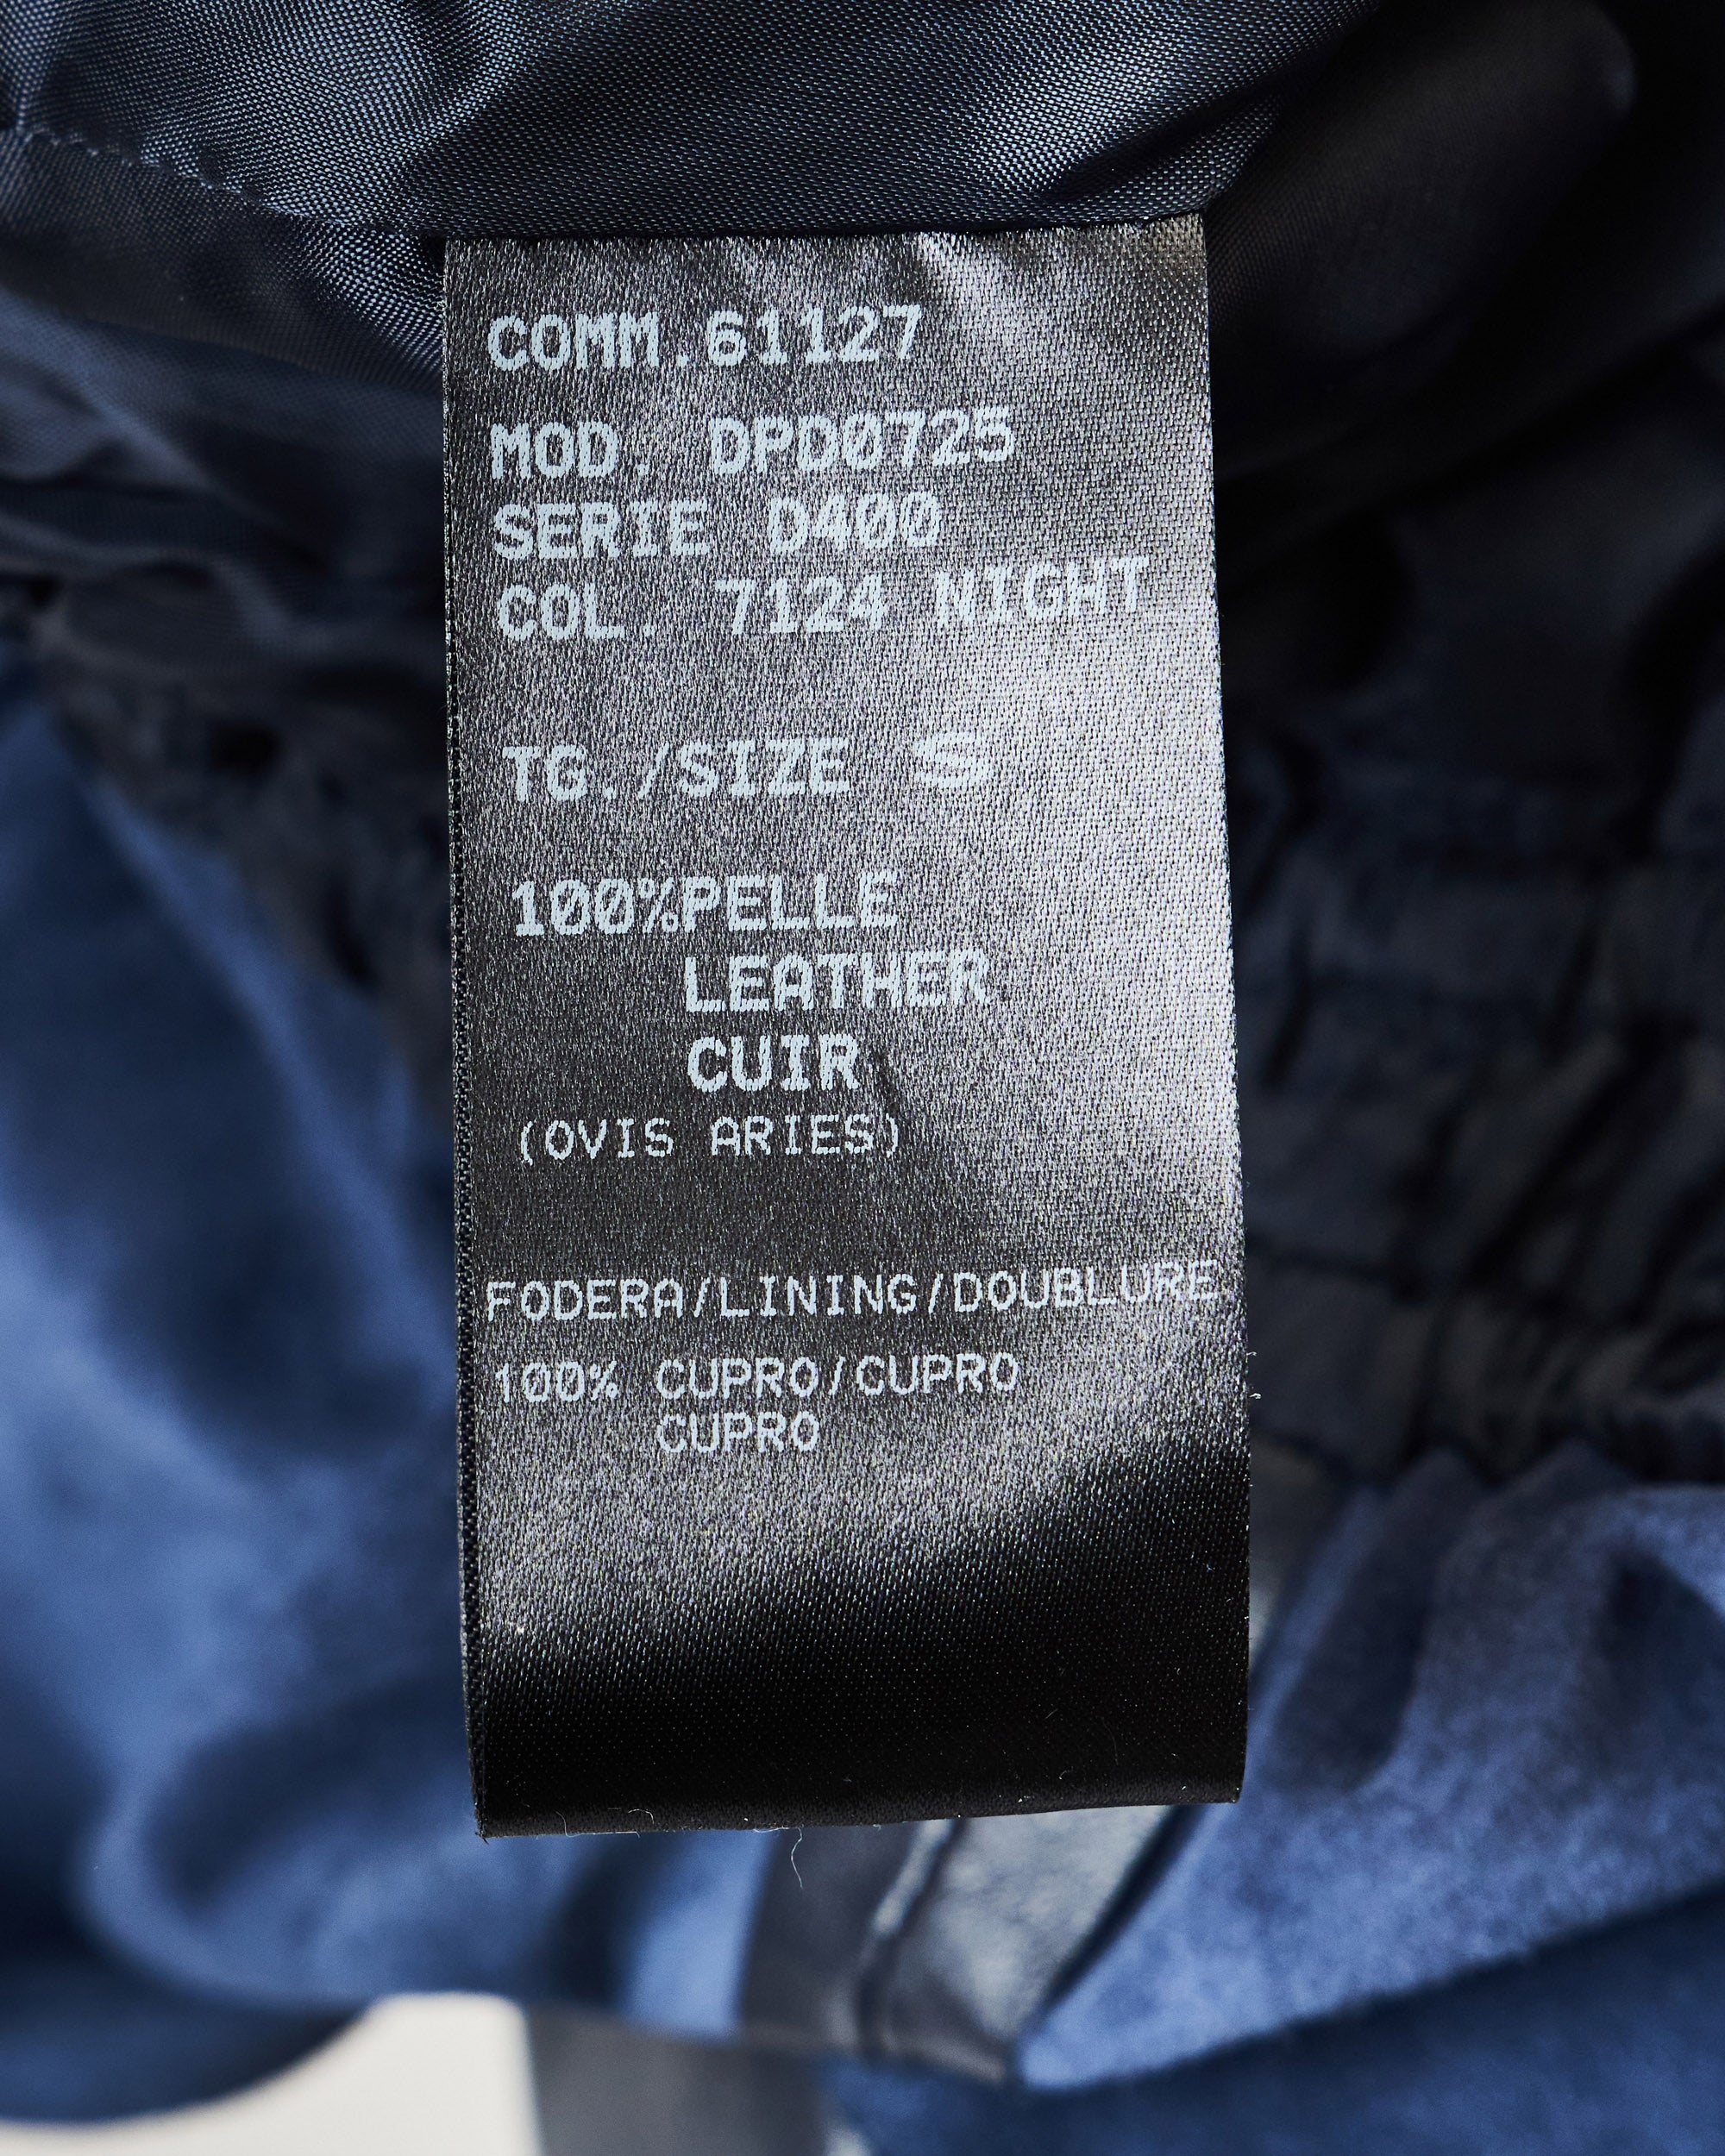 COMM.61127
MOD. DPD0725
SERIE D400
COL. 7124 NIGHT
TG./SIZE S
100%PELLE
LEATHER
CUIR
(OVIS ARIES)
FODERA/LINING/DOUBLURE
100% CUPRO/CUPRO
CUPRO